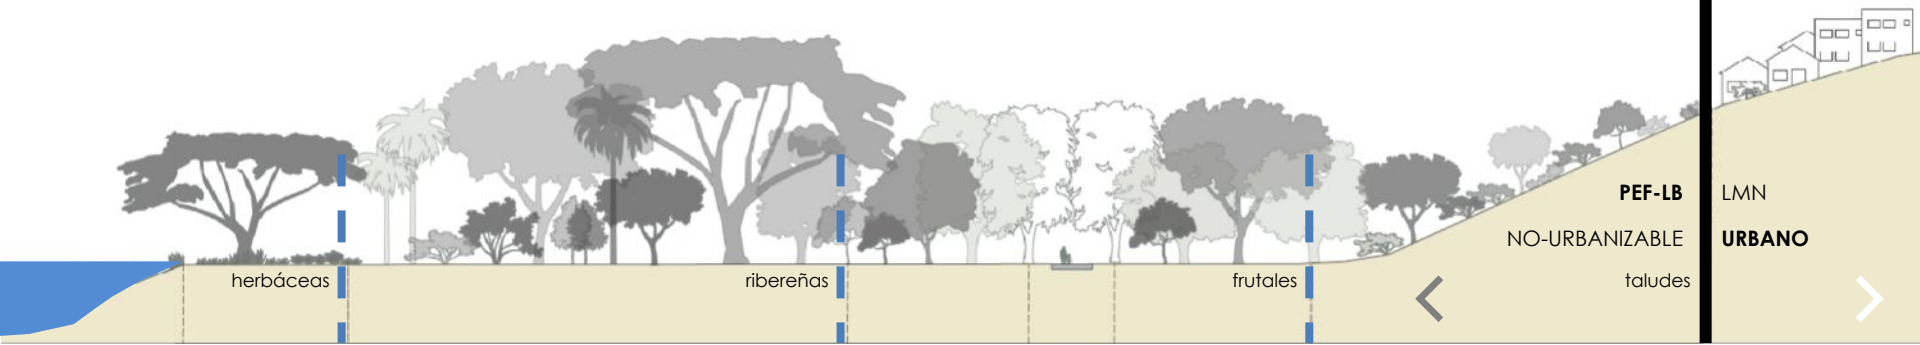 PEF-LB LMN
NO-URBANIZABLE URBANO
herbáceas ribereñas frutales taludes